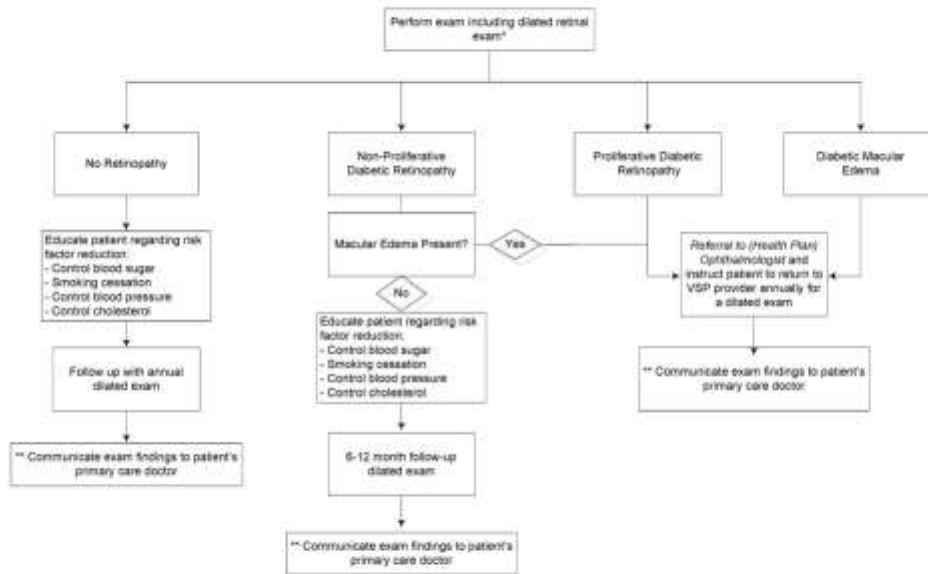 Perform exam including dilated retinal
exam*
No Retinopathy
Non-Proliferative
Diabetic Retinopathy
Proliferative Diabetic
Retinopathy
Diabetic Macular
Edema
Educate patient regarding risk
factor reduction:
- Control blood sugar
- Smoking cessation
- Control blood pressure
- Control cholesterol
Macular Edema Present?
Yes
Referral to (Health Plan)
Ophthalmologist and
instruct patient to return to
VSP provider annually for
a dilated exam
No
Educate patient regarding risk
factor reduction:
- Control blood sugar
- Smoking cessation
- Control blood pressure
- Control cholesterol
Follow up with annual
dilated exam
** Communicate exam findings to patient's
primary care doctor
** Communicate exam findings to patient's
primary care doctor
6-12 month follow-up
dilated exam
** Communicate exam findings to patient's
primary care doctor